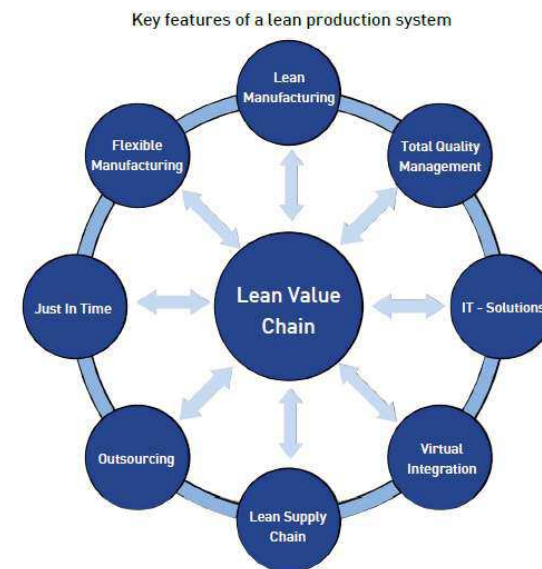 Key features of a lean production system
Lean
Manufacturing
Flexible
Manufacturing
Total Quality
Management
Just In Time
Lean Value
Chain
IT - Solutions
Outsourcing
Virtual
Integration
Lean Supply
Chain